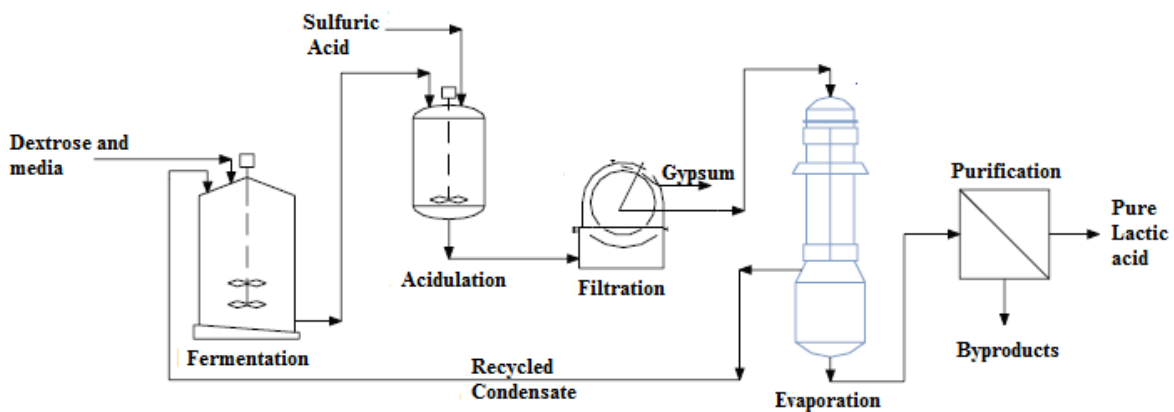 Sulfuric
Acid
Dextrose and
media
Gypsum
Purification
Pure
Lactic
acid
Acidulation
Filtration
Fermentation
Recycled
Condensate
Byproducts
Evaporation